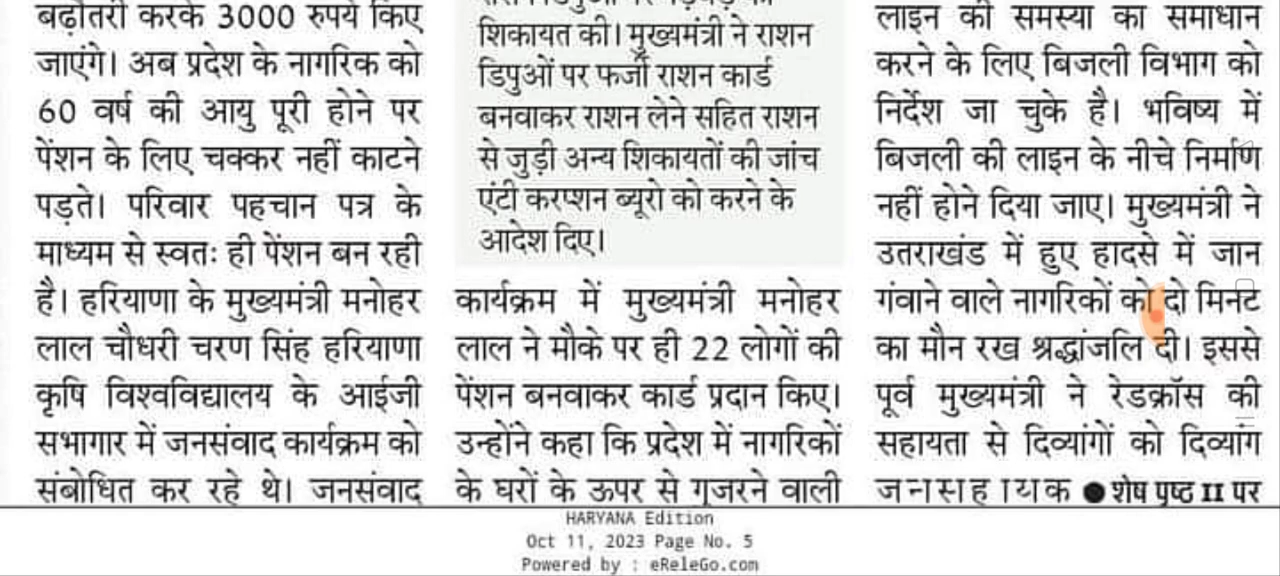 बढ़ोतरी करके 3000 रुपये किए
जाएंगे। अब प्रदेश के नागरिक को
60 वर्ष की आयु पूरी होने पर
पेंशन के लिए चक्कर नहीं काटने
पड़ते। परिवार पहचान पत्र के
माध्यम से स्वतः ही पेंशन बन रही
है। हरियाणा के मुख्यमंत्री मनोहर
लाल चौधरी चरण सिंह हरियाणा
कृषि विश्वविद्यालय के आईजी
सभागार में जनसंवाद कार्यक्रम को
संबोधित कर रहे थे। जनसंवाद
शिकायत की। मुख्यमंत्री ने राशन
डिपुओं पर फर्जी राशन कार्ड
बनवाकर राशन लेने सहित राशन
से जुड़ी अन्य शिकायतों की जांच
एंटी करप्शन ब्यूरो को करने के
आदेश दिए।
कार्यक्रम में मुख्यमंत्री मनोहर
लाल ने मौके पर ही 22 लोगों की
पेंशन बनवाकर कार्ड प्रदान किए।
उन्होंने कहा कि प्रदेश में नागरिकों
के घरों के ऊपर से गुजरने वाली
लाइन की समस्या का समाधान
करने के लिए बिजली विभाग को
निर्देश जा चुके है। भविष्य में
बिजली की लाइन के नीचे निर्माण
नहीं होने दिया जाए। मुख्यमंत्री ने
उतराखंड में हुए हादसे में जान
गंवाने वाले नागरिकों को दो मिनट
का मौन रख श्रद्धांजलि दी। इससे
पूर्व मुख्यमंत्री ने रेडक्रॉस की
सहायता से दिव्यांगों को दिव्यांग
जनसहायक ●शेष पृष्ठ II पर
HARYANA Edition
Oct 11, 2023 Page No. 5
Powered by : eReleGo.com